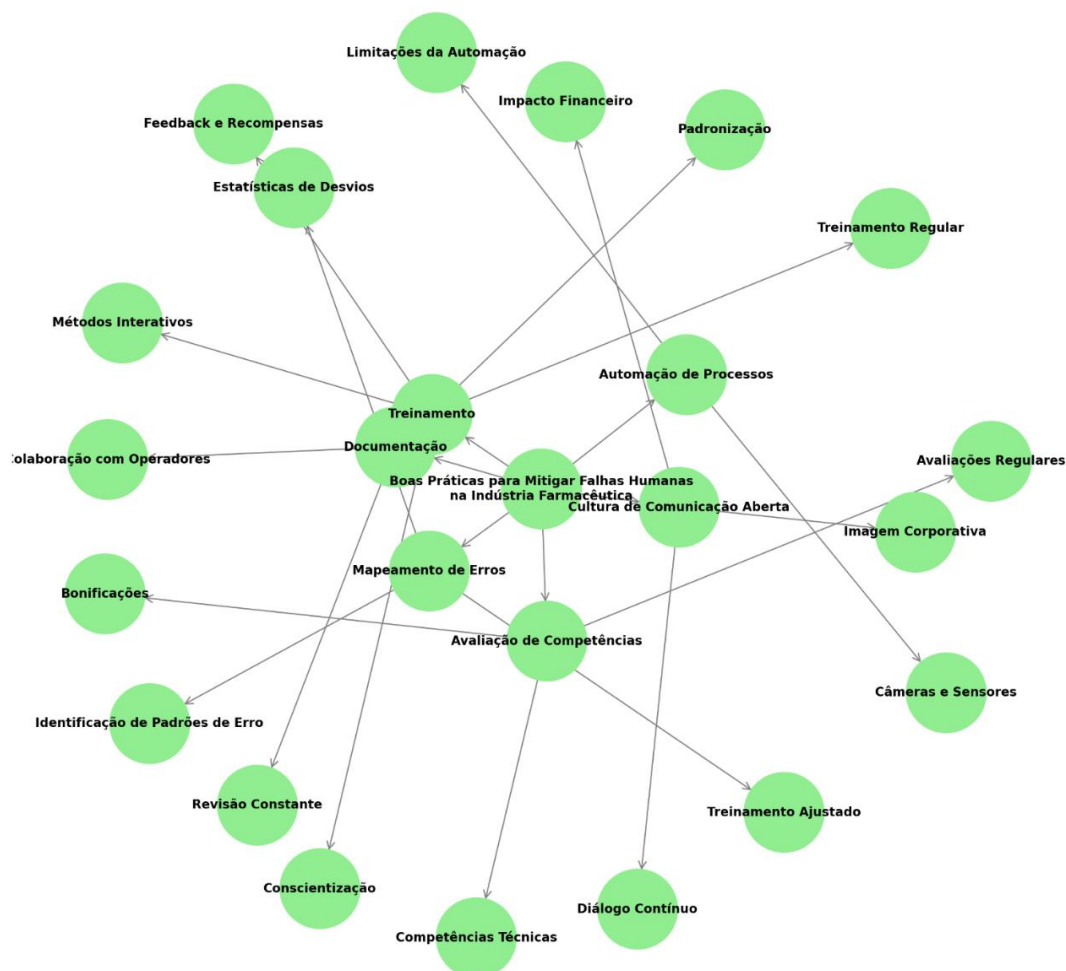 Limitações da Automação
Impacto Financeiro
Feedback e Recompensas
Padronização
Estatísticas de Desvios
Treinamento Regular
Métodos Interativos
Automação de Processos
Treinamento
Documentação
olaboração com Operadores
Avaliações Regulares
Boas Práticas para Mitigar Falhas Humanas
na Indústria Farmacêutica
Cultura de Comunicação Aberta
Imagem Corporativa
Mapeamento de Erros
Bonificações
Avaliação de Competências
Câmeras e Sensores
Identificação de Padrões de Erro
Revisão Constante
Treinamento Ajustado
Conscientização
Diálogo Contínuo
Competências Técnicas